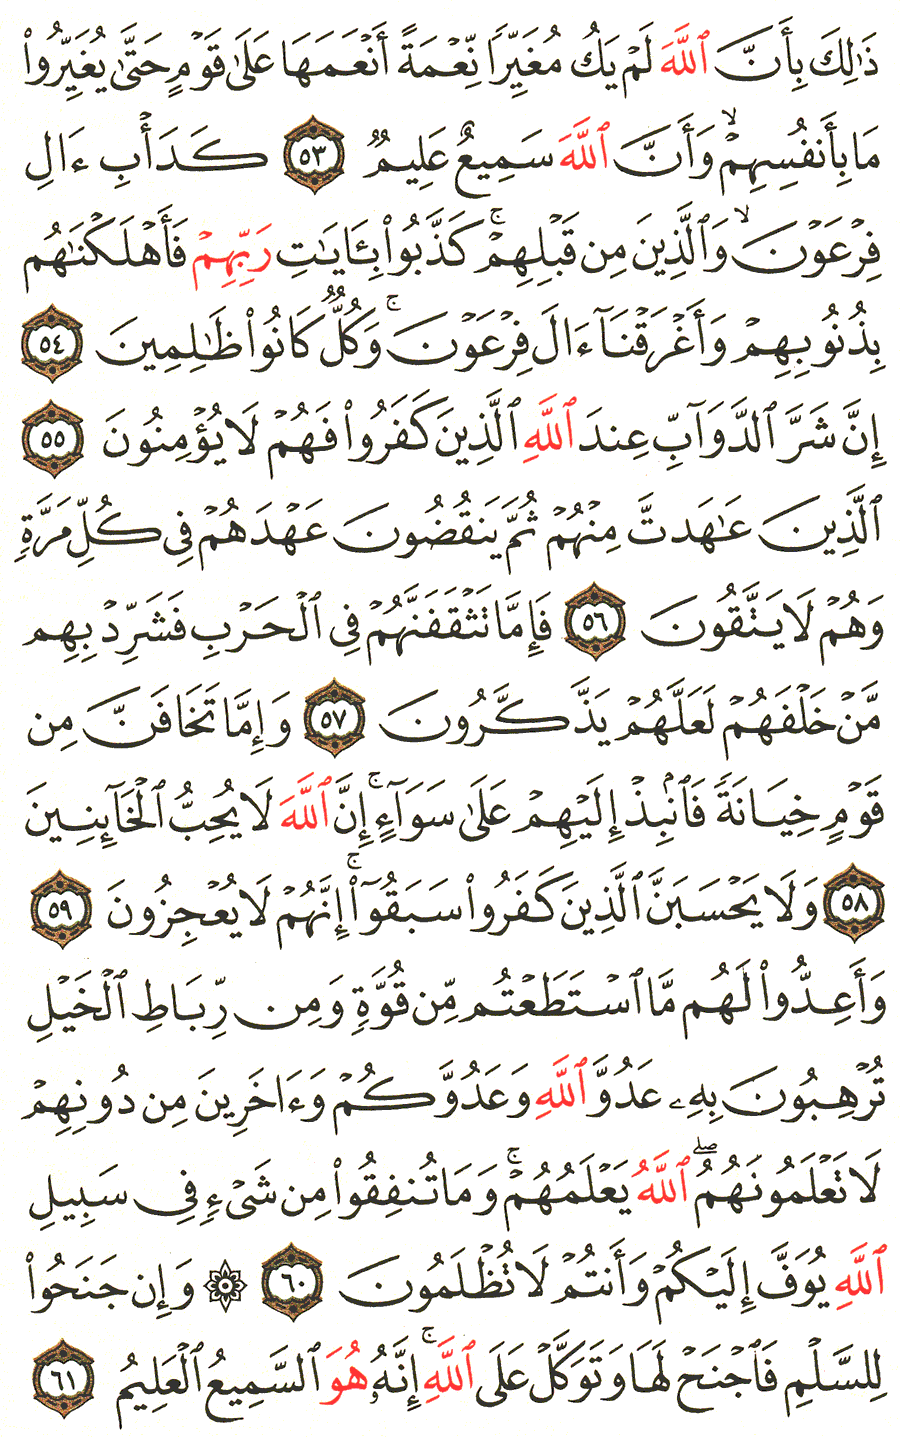 ذَٰلِكَ بِأَنَّ ٱللَّهَ لَمْ يَكُ مُغَيِّرًا نِّعْمَةً أَنْعَمَهَا عَلَىٰ قَوْمٍ حَتَّىٰ يُغَيِّرُوا۟
مَا بِأَنفُسِهِمْ ۙ وَأَنَّ ٱللَّهَ سَمِيعٌ عَلِيمٌ ٥٣ كَدَأْبِ ءَالِ
فِرْعَوْنَ ۙ وَٱلَّذِينَ مِن قَبْلِهِمْ ۚ كَذَّبُوا۟ بِـَٔايَـٰتِ رَبِّهِمْ فَأَهْلَكْنَـٰهُم
بِذُنُوبِهِمْ وَأَغْرَقْنَآ ءَالَ فِرْعَوْنَ ۚ وَكُلٌّ كَانُوا۟ ظَـٰلِمِينَ ٥٤
إِنَّ شَرَّ ٱلدَّوَآبِّ عِندَ ٱللَّهِ ٱلَّذِينَ كَفَرُوا۟ فَهُمْ لَا يُؤْمِنُونَ ٥٥
ٱلَّذِينَ عَـٰهَدتَّ مِنْهُمْ ثُمَّ يَنقُضُونَ عَهْدَهُمْ فِى كُلِّ مَرَّةٍ
وَهُمْ لَا يَتَّقُونَ ٥٦ فَإِمَّا تَثْقَفَنَّهُمْ فِى ٱلْحَرْبِ فَشَرِّدْ بِهِم
مَّنْ خَلْفَهُمْ لَعَلَّهُمْ يَذَّكَّرُونَ ٥٧ وَإِمَّا تَخَافَنَّ مِن
قَوْمٍ خِيَانَةً فَٱنۢبِذْ إِلَيْهِمْ عَلَىٰ سَوَآءٍ ۚ إِنَّ ٱللَّهَ لَا يُحِبُّ ٱلْخَآئِنِينَ
٥٨ وَلَا يَحْسَبَنَّ ٱلَّذِينَ كَفَرُوا۟ سَبَقُوٓا۟ ۚ إِنَّهُمْ لَا يُعْجِزُونَ ٥٩
وَأَعِدُّوا۟ لَهُم مَّا ٱسْتَطَعْتُم مِّن قُوَّةٍ وَمِن رِّبَاطِ ٱلْخَيْلِ
تُرْهِبُونَ بِهِۦ عَدُوَّ ٱللَّهِ وَعَدُوَّكُمْ وَءَاخَرِينَ مِن دُونِهِمْ
لَا تَعْلَمُونَهُمُ ۖ ٱللَّهُ يَعْلَمُهُمْ ۚ وَمَا تُنفِقُوا۟ مِن شَىْءٍ فِى سَبِيلِ
ٱللَّهِ يُوَفَّ إِلَيْكُمْ وَأَنتُمْ لَا تُظْلَمُونَ ٦٠ ۞ وَإِن جَنَحُوا۟
لِلسَّلْمِ فَٱجْنَحْ لَهَا وَتَوَكَّلْ عَلَى ٱللَّهِ ۚ إِنَّهُۥ هُوَ ٱلسَّمِيعُ ٱلْعَلِيمُ ٦١